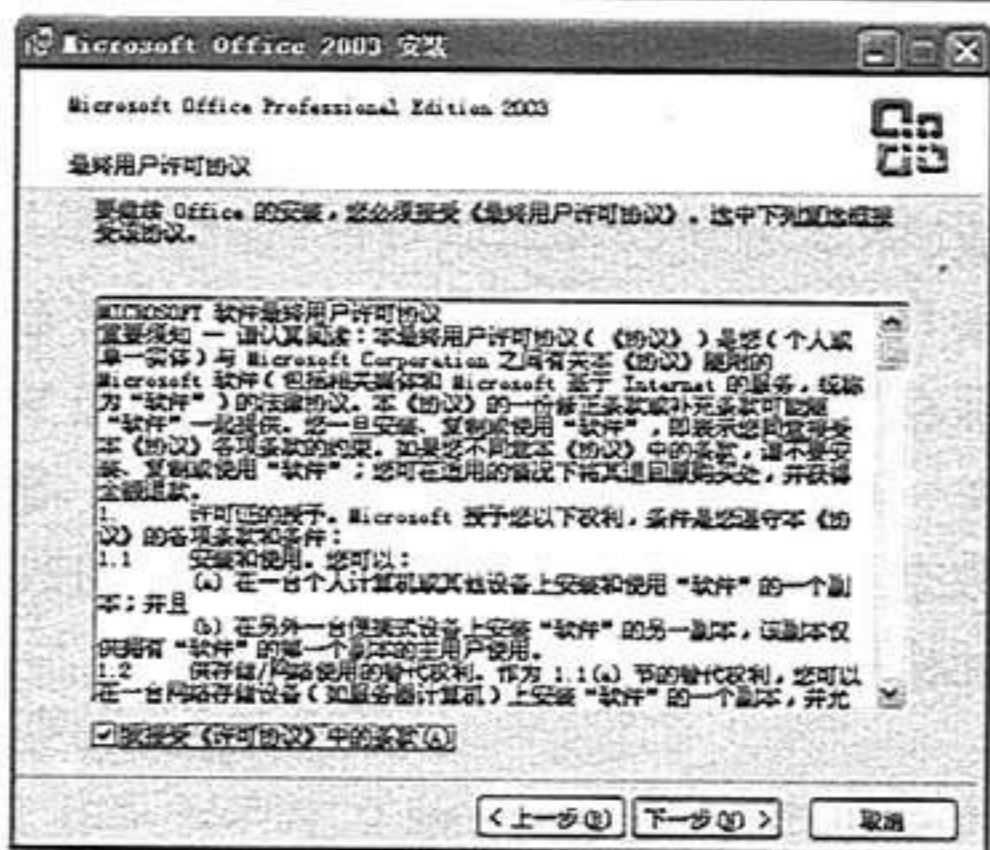 Microsoft Office 2003 安装
Microsoft Office Professional Edition 2003
最终用户许可协议
要继续 Office 的安装，您必须接受《最终用户许可协议》。选中下列复选框接
受该协议。
MICROSOFT 软件最终用户许可协议
重要须知 — 请认真阅读：本最终用户许可协议（《协议》）是您（个人或
单一实体）与 Microsoft Corporation 之间有关本《协议》随附的
Microsoft 软件（包括相关媒体和 Microsoft 基于 Internet 的服务，统称
为“软件”）的法律协议。本《协议》的一份修正条款或补充条款可能随
“软件”一起提供。您一旦安装、复制或使用“软件”，即表示您同意接受
本《协议》各项条款的约束。如果您不同意本《协议》中的条款，请不要安
装、复制或使用“软件”；您可在适用的情况下将其退回原购买处，并获得
全额退款。
1. 许可证的授予。Microsoft 授予您以下权利，条件是您遵守本《协
议》的各项条款和条件：
1.1 安装和使用。您可以：
(a) 在一台个人计算机或其他设备上安装和使用“软件”的一个副
本；并且
(b) 在另外一台便携式设备上安装“软件”的另一副本，该副本仅
供拥有“软件”的第一个副本的主用户使用。
1.2 供存储/网络使用的替代权利。作为 1.1(a) 节的替代权利，您可以
在一台网络存储设备（如服务器计算机）上安装“软件”的一个副本，并允
我接受《许可协议》中的条款(A)
< 上一步(B) 下一步(N) > 取消